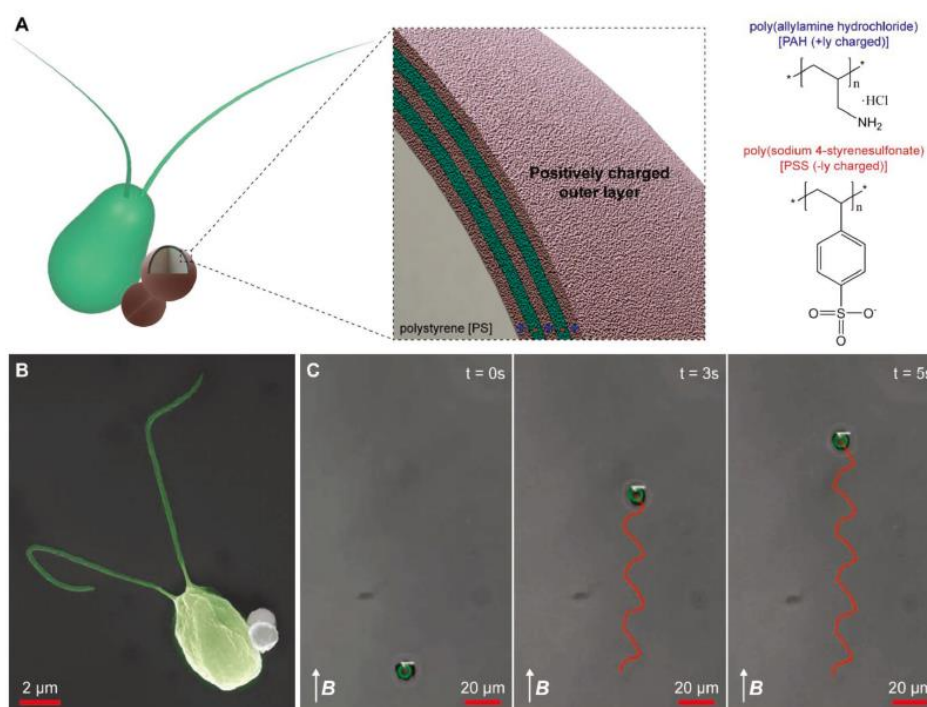 A
poly(allylamine hydrochloride)
[PAH (+ly charged)]
*
*
n
·HCl
NH2
Positively charged
outer layer
poly(sodium 4-styrenesulfonate)
[PSS (-ly charged)]
*
*
n
O
S
O-
O
polystyrene [PS]
B
2 µm
C
t = 0s
t = 3s
t = 5s
B
20 µm
B
20 µm
B
20 µm